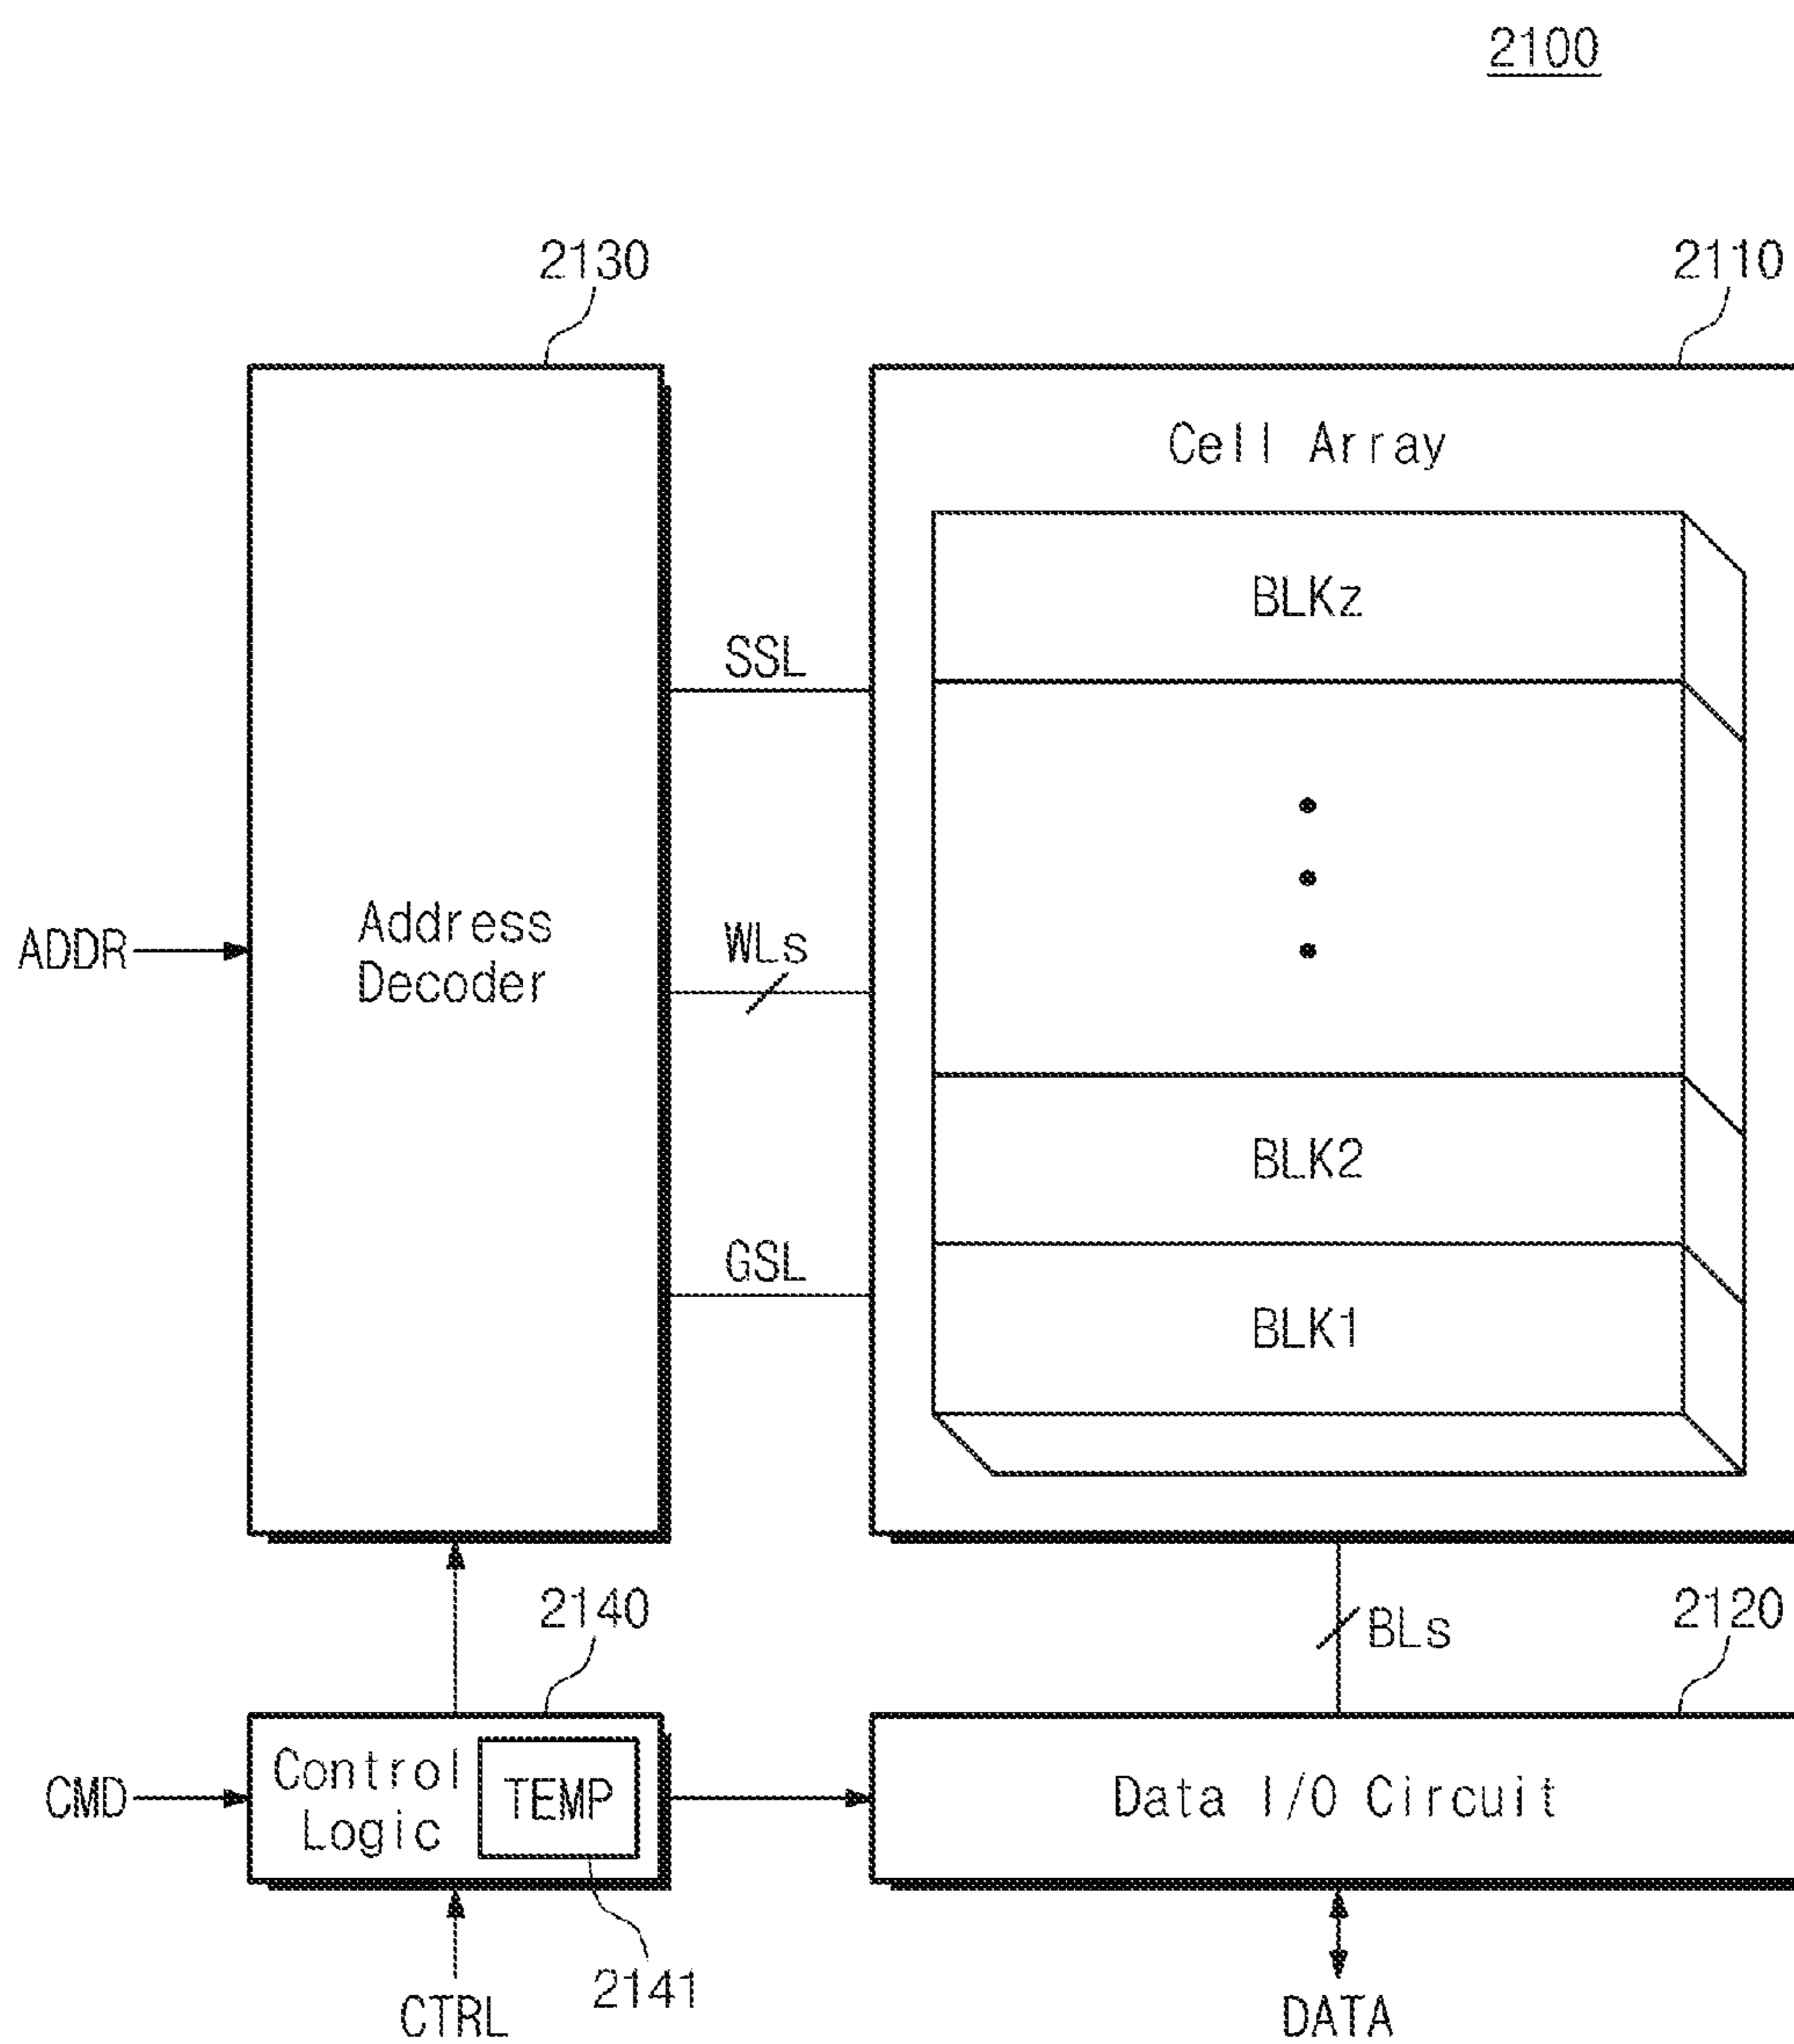 2100
2130
2110
Cell Array
BLKz
SSL
Address
Decoder
ADDR
WLs
BLK2
GSL
BLK1
2140
BLs
2120
Control
Logic
TEMP
CMD
Data I/O Circuit
2141
CTRL
DATA